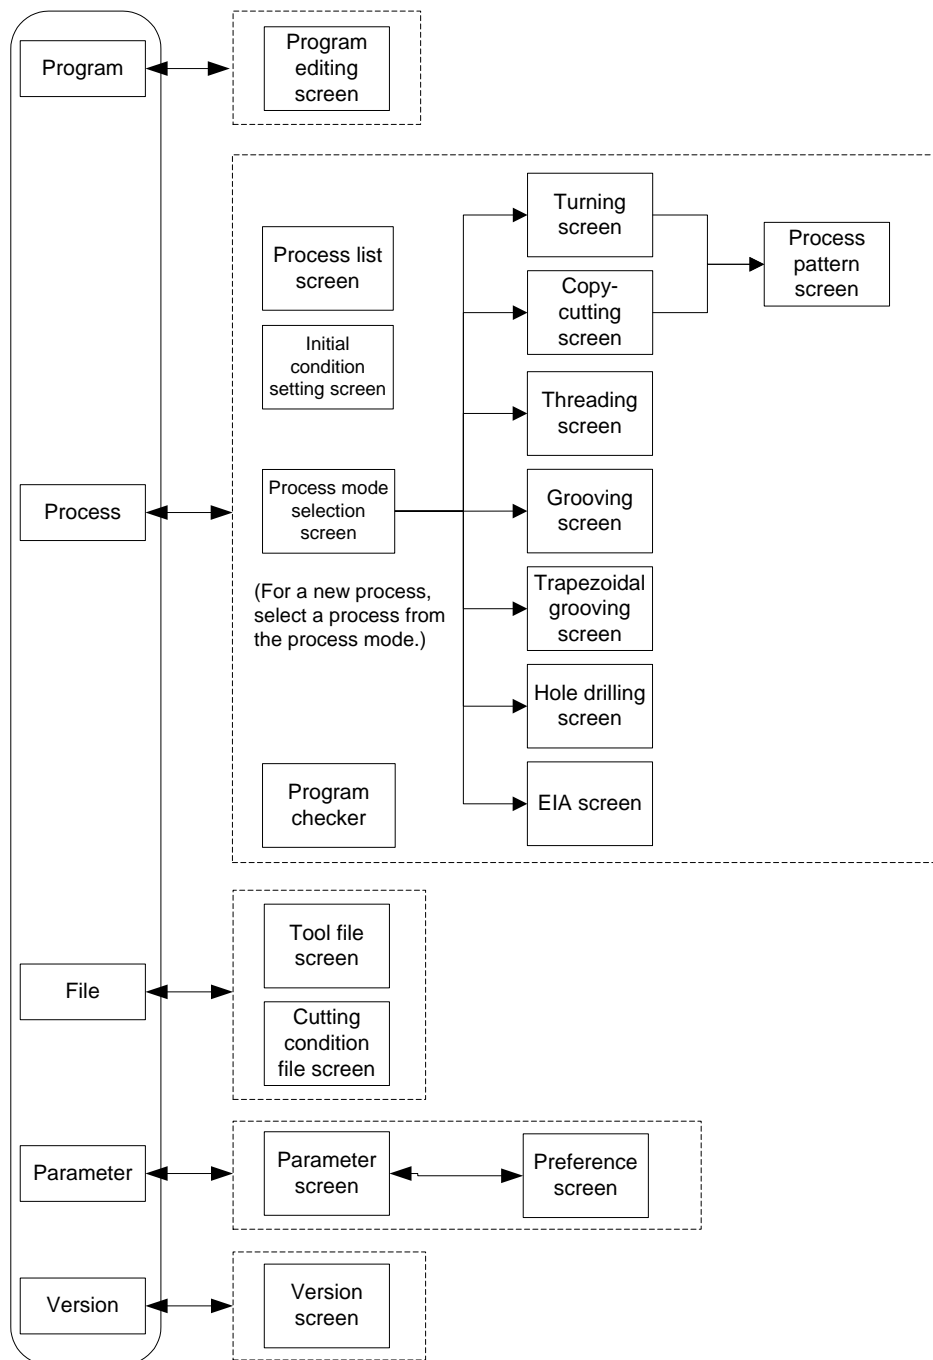 Program
Program
editing
screen
Process list
screen
Initial
condition
setting screen
Turning
screen
Process
pattern
screen
Copy-
cutting
screen
Threading
screen
Process
Process mode
selection
screen
Grooving
screen
(For a new process,
select a process from
the process mode.)
Trapezoidal
grooving
screen
Hole drilling
screen
Program
checker
EIA screen
File
Tool file
screen
Cutting
condition
file screen
Parameter
Parameter
screen
Preference
screen
Version
Version
screen